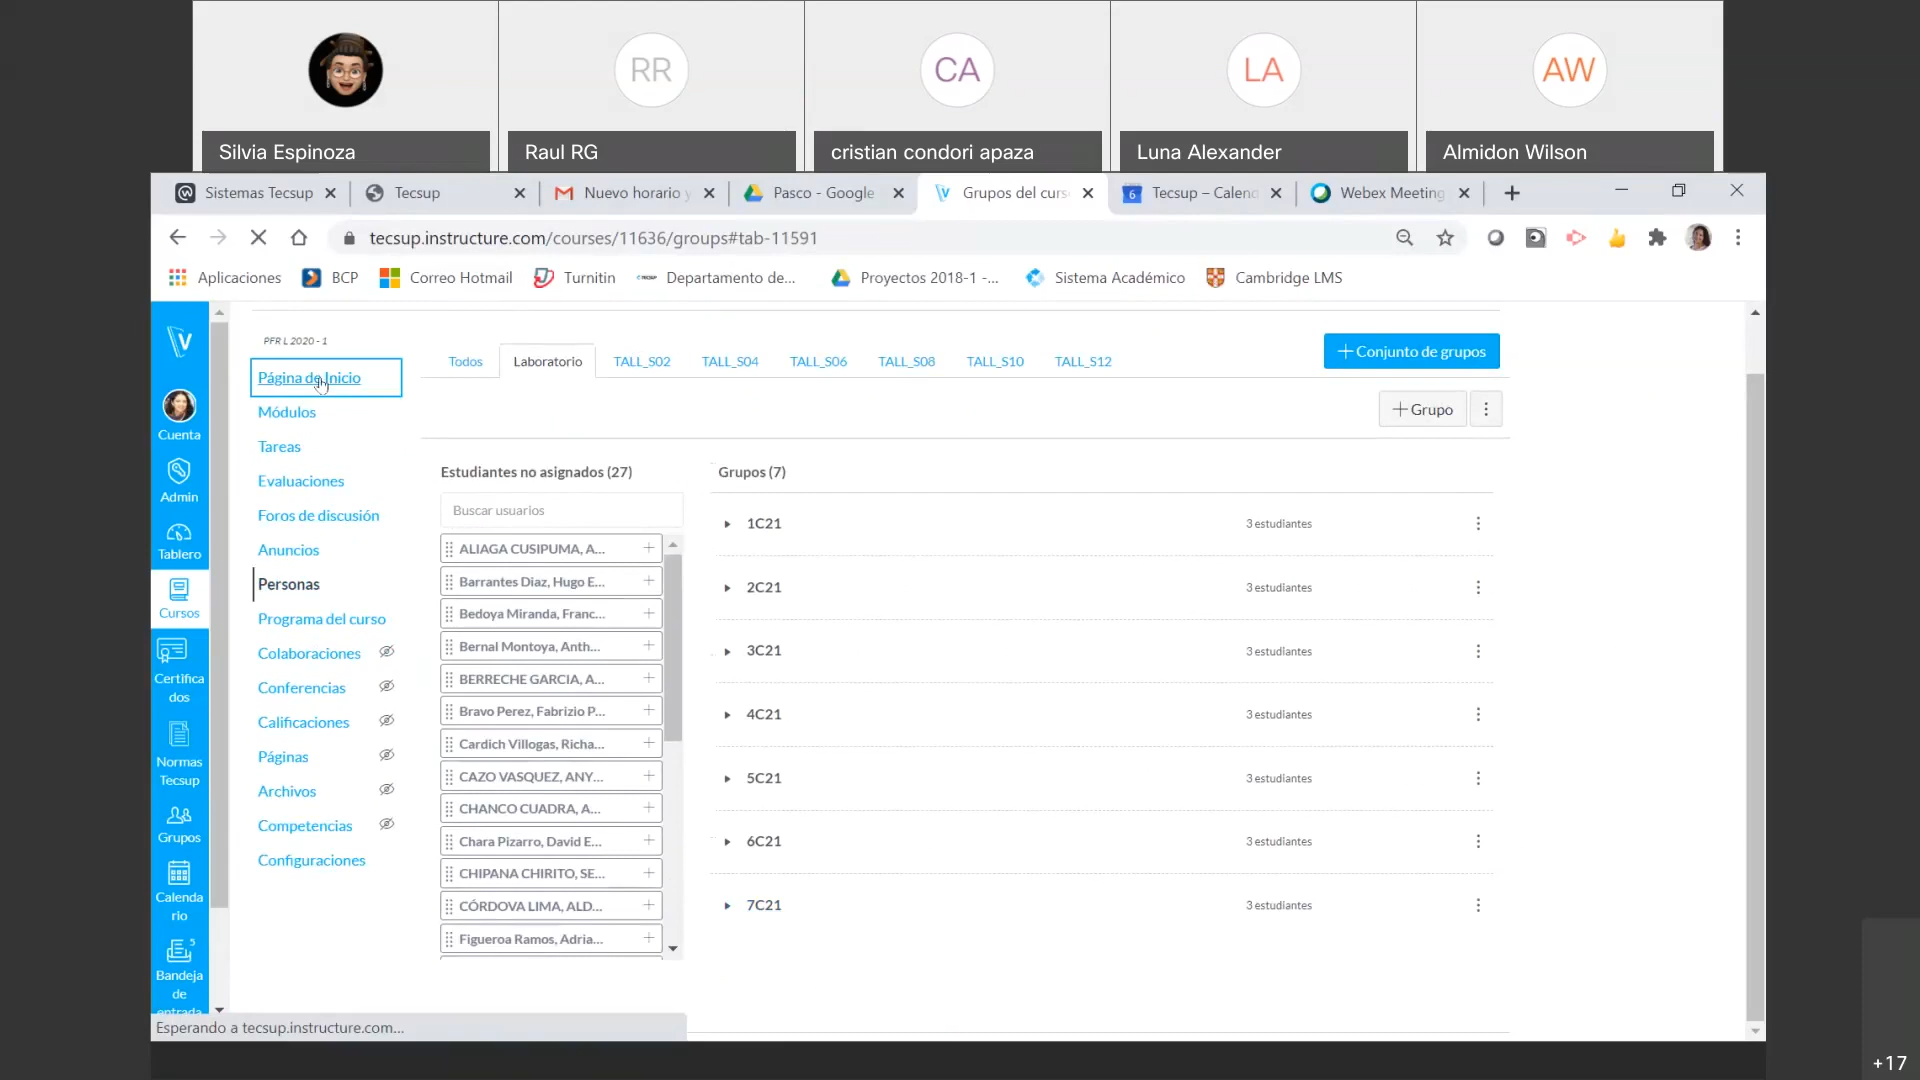 RR
CA
LA
AW
Silvia Espinoza
Raul RG
cristian condori apaza
Luna Alexander
Almidon Wilson
Sistemas Tecsup
Tecsup
Nuevo horario y
Pasco - Google
Grupos del curs
6
Tecsup – Calend
Webex Meeting
tecsup.instructure.com/courses/11636/groups#tab-11591
Aplicaciones
BCP
Correo Hotmail
Turnitin
Departamento de...
Proyectos 2018-1 -...
Sistema Académico
Cambridge LMS
Cuenta
Admin
Tablero
Cursos
Certifica
dos
Normas
Tecsup
Grupos
Calenda
rio
5
Bandeja
de
entrada
PFR L 2020 - 1
Página de Inicio
Módulos
Tareas
Evaluaciones
Foros de discusión
Anuncios
Personas
Programa del curso
Colaboraciones
Conferencias
Calificaciones
Páginas
Archivos
Competencias
Configuraciones
Todos
Laboratorio
TALL_S02
TALL_S04
TALL_S06
TALL_S08
TALL_S10
TALL_S12
+ Conjunto de grupos
+ Grupo
Estudiantes no asignados (27)
Buscar usuarios
ALIAGA CUSIPUMA, A...
Barrantes Diaz, Hugo E...
Bedoya Miranda, Franc...
Bernal Montoya, Anth...
BERRECHE GARCIA, A...
Bravo Perez, Fabrizio P...
Cardich Villogas, Richa...
CAZO VASQUEZ, ANY...
CHANCO CUADRA, A...
Chara Pizarro, David E...
CHIPANA CHIRITO, SE...
CÓRDOVA LIMA, ALD...
Figueroa Ramos, Adria...
Grupos (7)
1C21 3 estudiantes
2C21 3 estudiantes
3C21 3 estudiantes
4C21 3 estudiantes
5C21 3 estudiantes
6C21 3 estudiantes
7C21 3 estudiantes
Esperando a tecsup.instructure.com...
+17